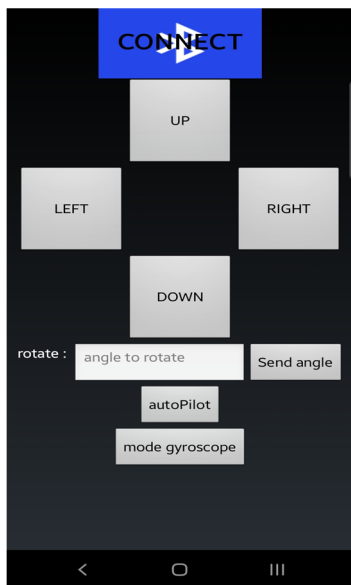 CONNECT
UP
LEFT RIGHT
DOWN
rotate : angle to rotate Send angle
autoPilot
mode gyroscope